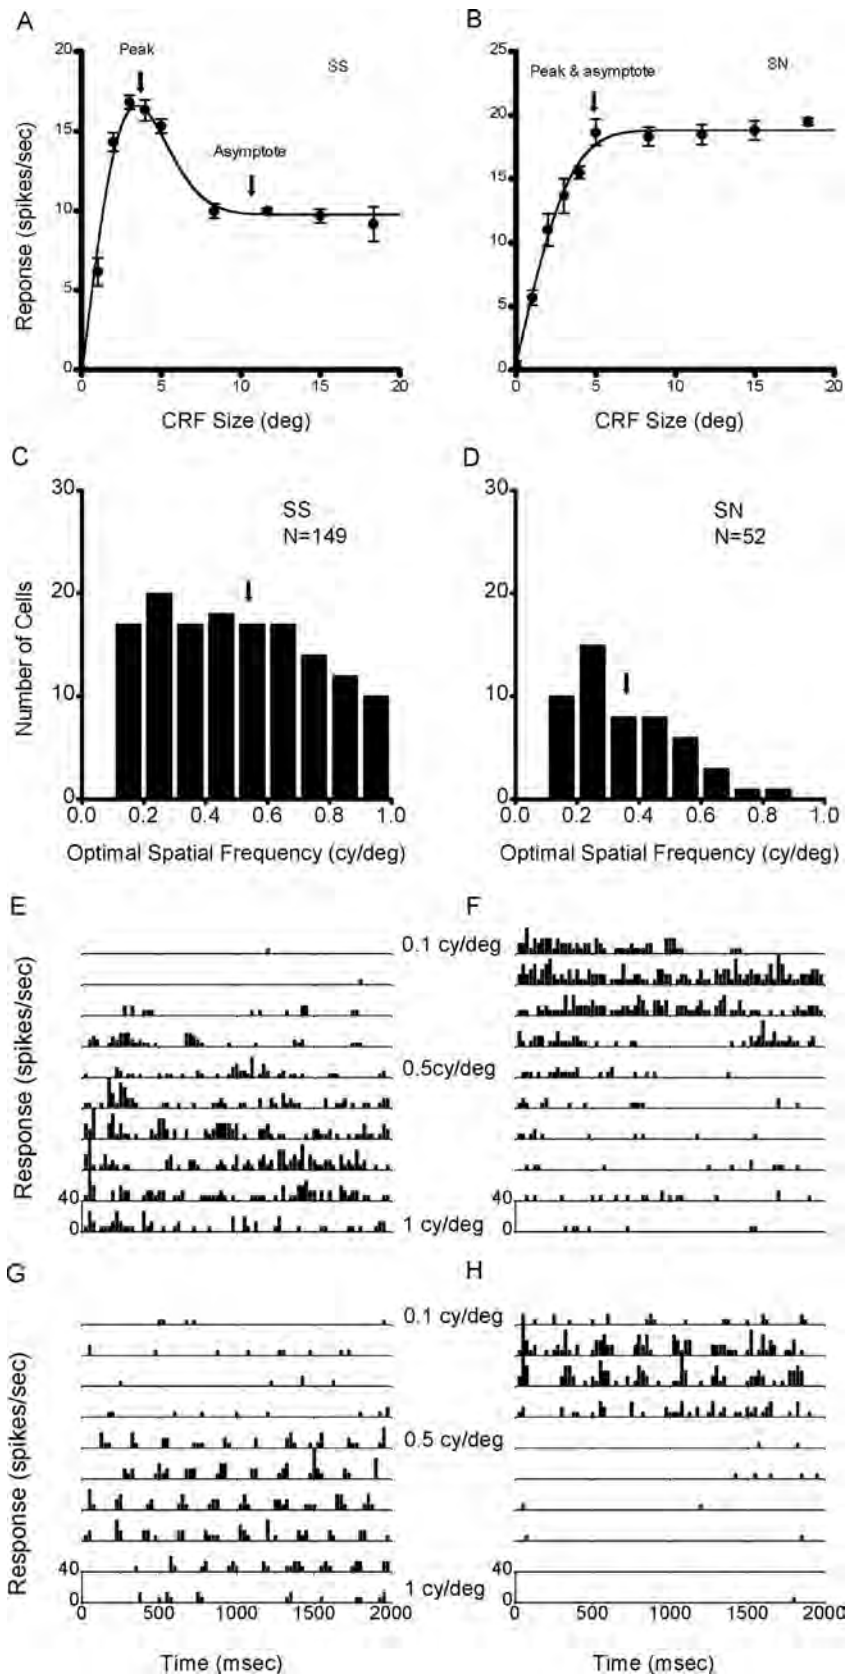 A
B
20
15
10
5
0
Reponse (spikes/sec)
Peak
SS
Asymptote
0 5 10 15 20
CRF Size (deg)
25
20
15
10
5
0
Peak & asymptote
SN
0 5 10 15 20
CRF Size (deg)
C
D
30
20
10
0
Number of Cells
SS
N=149
0.0 0.2 0.4 0.6 0.8 1.0
Optimal Spatial Frequency (cy/deg)
30
20
10
0
SN
N=52
0.0 0.2 0.4 0.6 0.8 1.0
Optimal Spatial Frequency (cy/deg)
E
F
Response (spikes/sec)
0.1 cy/deg
0.5cy/deg
40
0
1 cy/deg
40
0
G
H
Response (spikes/sec)
0.1 cy/deg
0.5 cy/deg
40
0
1 cy/deg
40
0
0 500 1000 1500 2000
0 500 1000 1500 2000
Time (msec)
Time (msec)